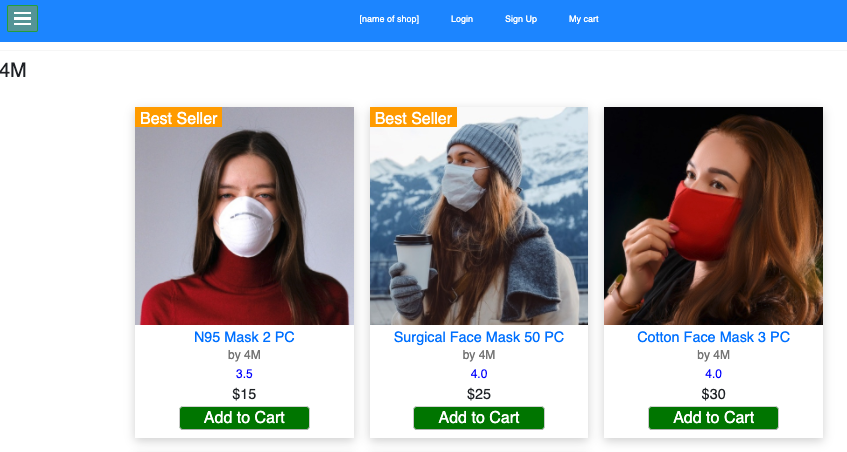 [name of shop] Login Sign Up My cart
4M
Best Seller
N95 Mask 2 PC
by 4M
3.5
$15
Add to Cart
Best Seller
Surgical Face Mask 50 PC
by 4M
4.0
$25
Add to Cart
Cotton Face Mask 3 PC
by 4M
4.0
$30
Add to Cart